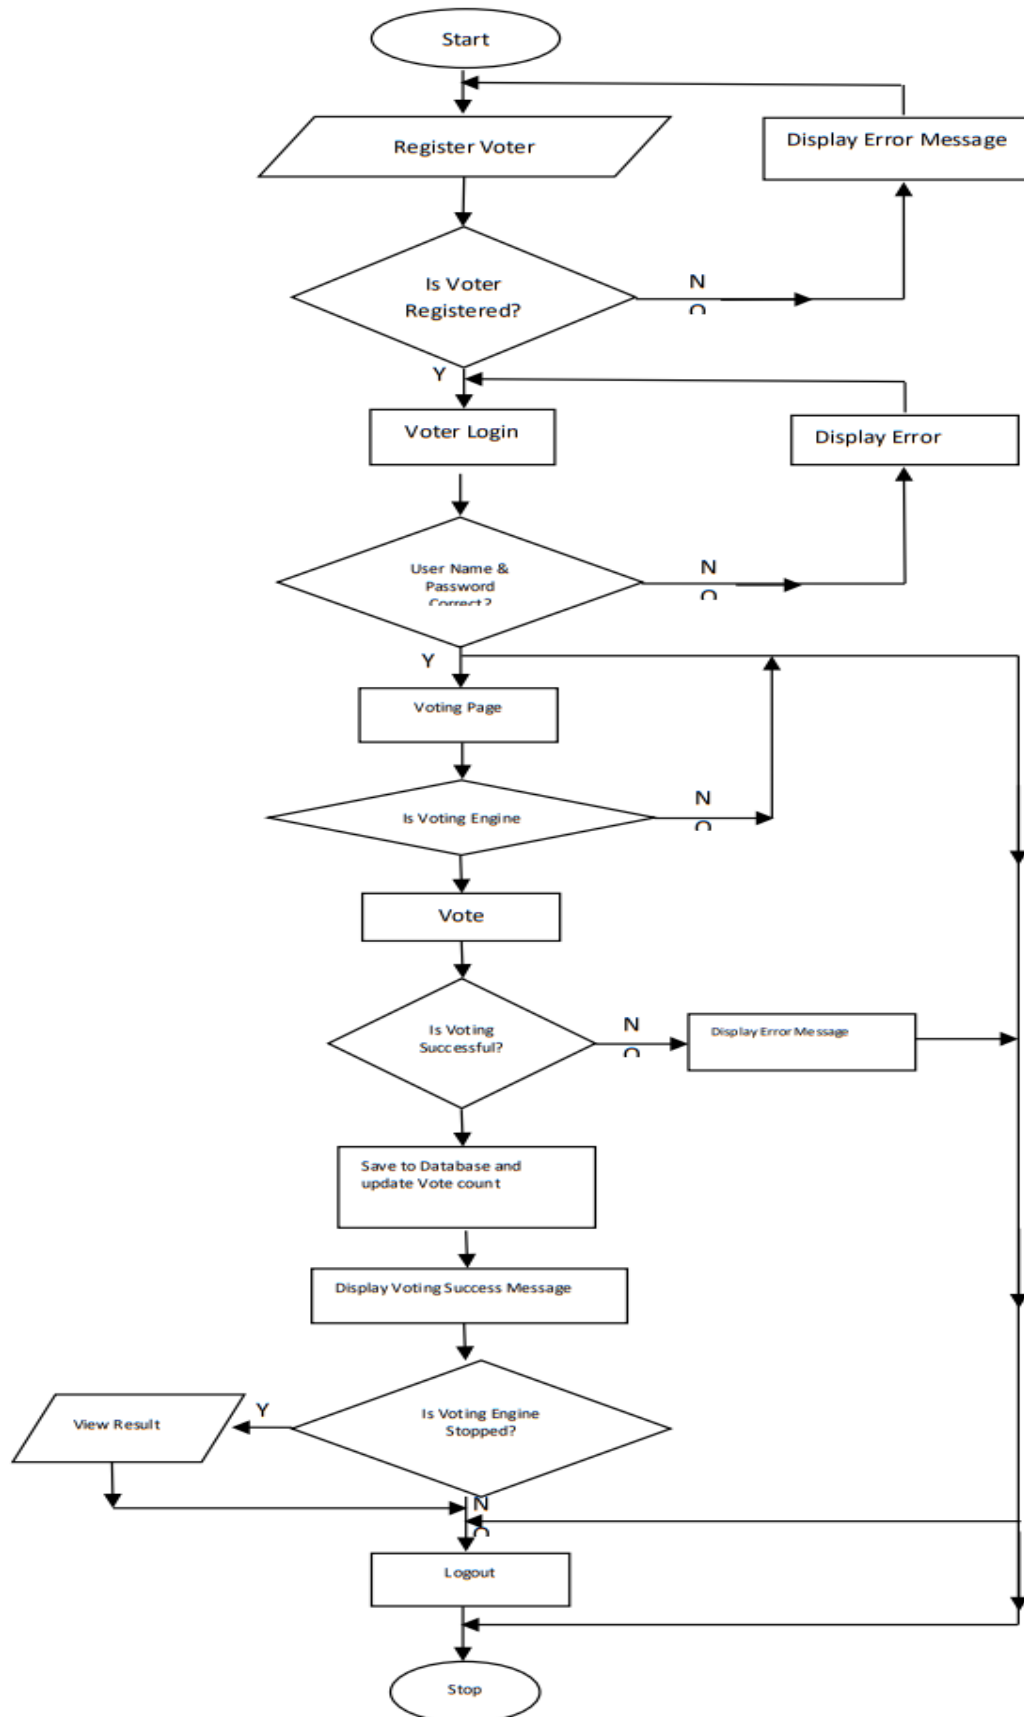 Start
Register Voter
Display Error Message
Is Voter
Registered?
N
O
Y
Voter Login
Display Error
User Name &
Password
Correct?
N
O
Y
Voting Page
Is Voting Engine
N
O
Vote
Is Voting
Successful?
N
O
Display Error Message
Save to Database and
update Vote count
Display Voting Success Message
Is Voting Engine
Stopped?
Y
View Result
N
O
Logout
Stop